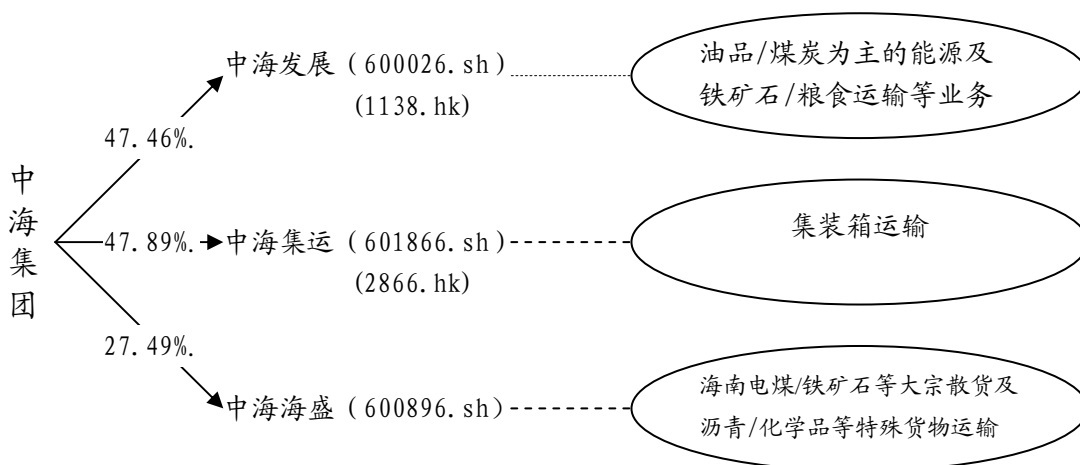 中海集团
47.46%.
中海发展 (600026.sh)
(1138.hk)
油品/煤炭为主的能源及
铁矿石/粮食运输等业务
47.89%.
中海集运 (601866.sh)
(2866.hk)
集装箱运输
27.49%.
中海海盛 (600896.sh)
海南电煤/铁矿石等大宗散货及
沥青/化学品等特殊货物运输